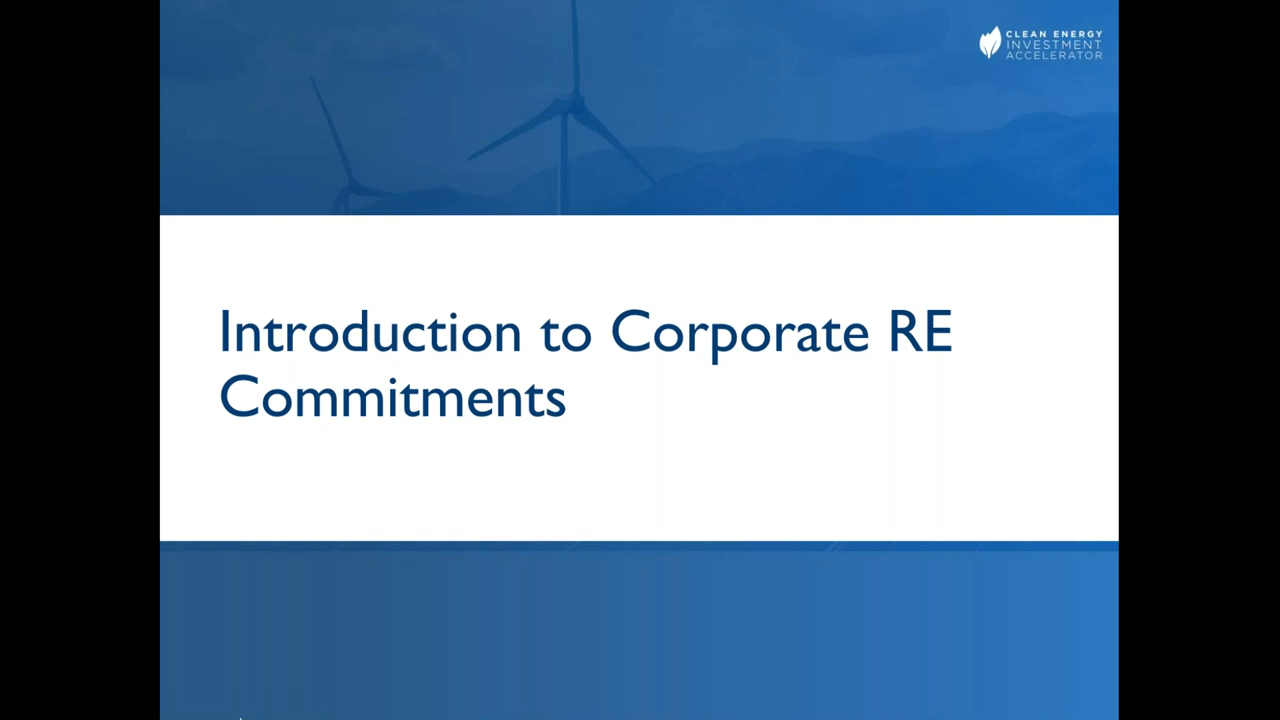 CLEAN ENERGY
INVESTMENT
ACCELERATOR
Introduction to Corporate RE
Commitments